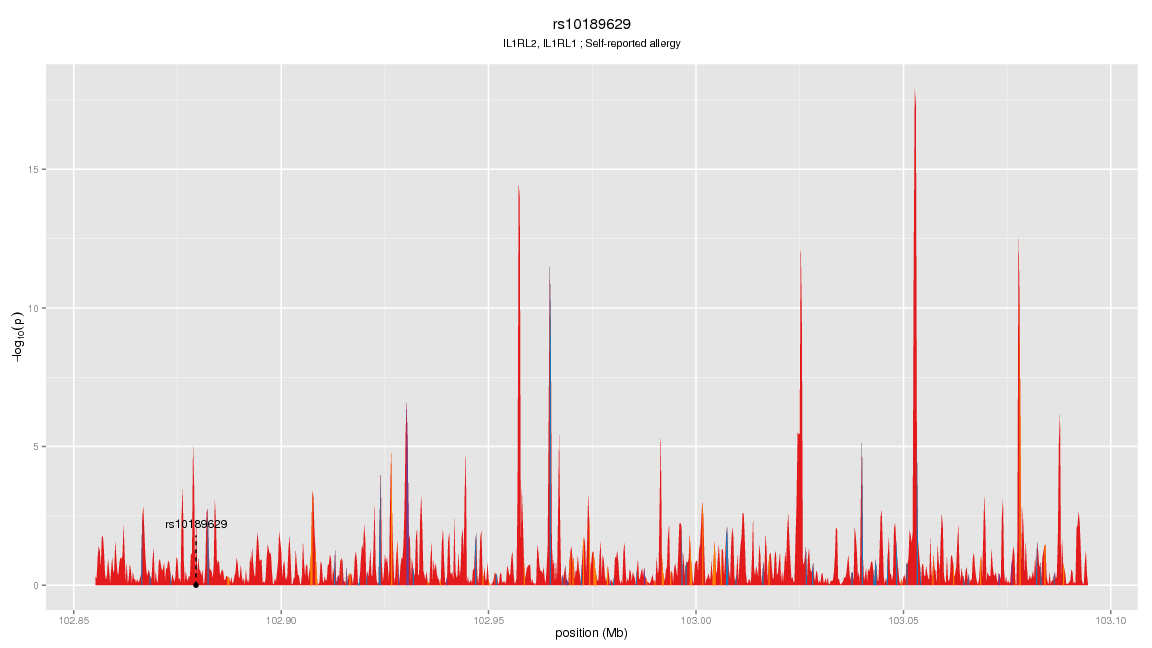 rs10189629
IL1RL2, IL1RL1 ; Self-reported allergy
15
10
5
0
−log10(p)
rs10189629
102.85 102.90 102.95 103.00 103.05 103.10
position (Mb)